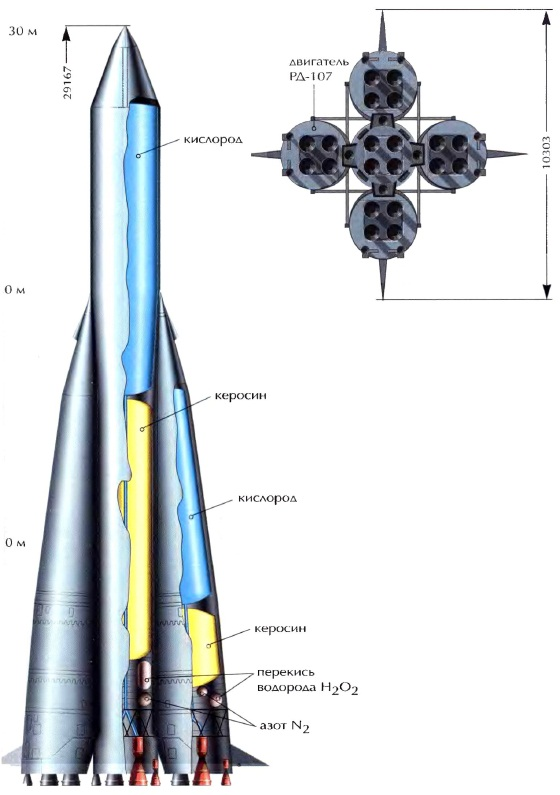 30 м
29167
двигатель
РД-107
кислород
10303
0 м
керосин
кислород
0 м
керосин
перекись
водорода H₂O₂
азот N₂